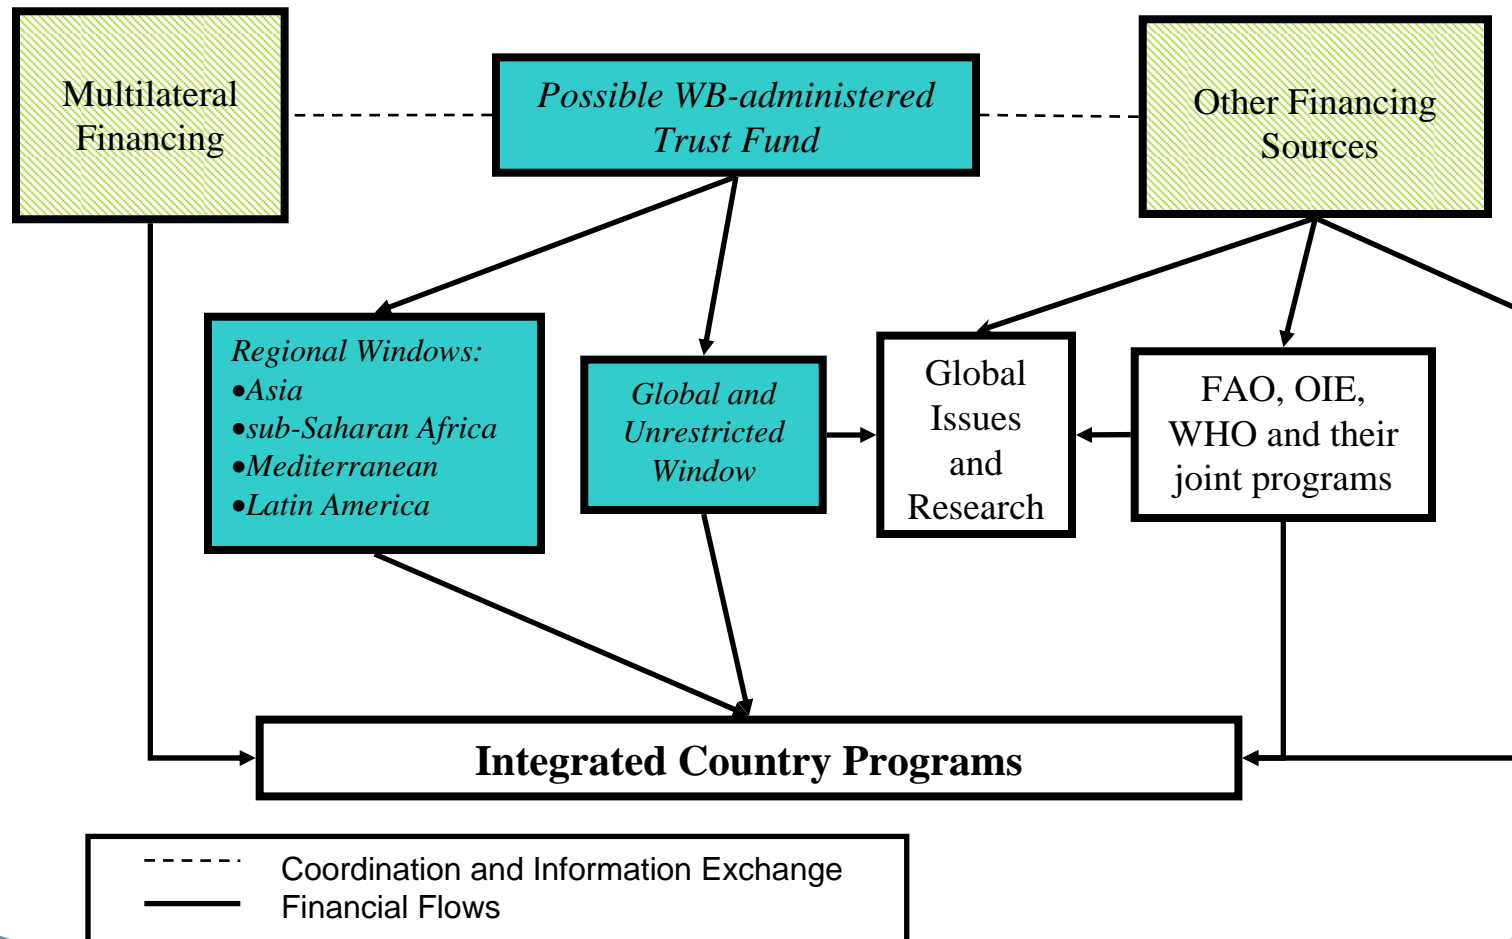 Multilateral
Financing
Possible WB-administered
Trust Fund
Other Financing
Sources
Regional Windows:
•Asia
•sub-Saharan Africa
•Mediterranean
•Latin America
Global and
Unrestricted
Window
Global
Issues
and
Research
FAO, OIE,
WHO and their
joint programs
Integrated Country Programs
Coordination and Information Exchange
Financial Flows